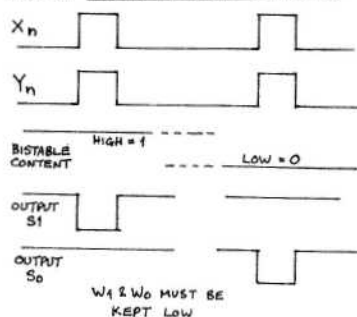 Xn
Yn
HIGH = 1
BISTABLE
CONTENT
LOW = 0
OUTPUT
S1
OUTPUT
S0
W1 & W0 MUST BE
KEPT LOW